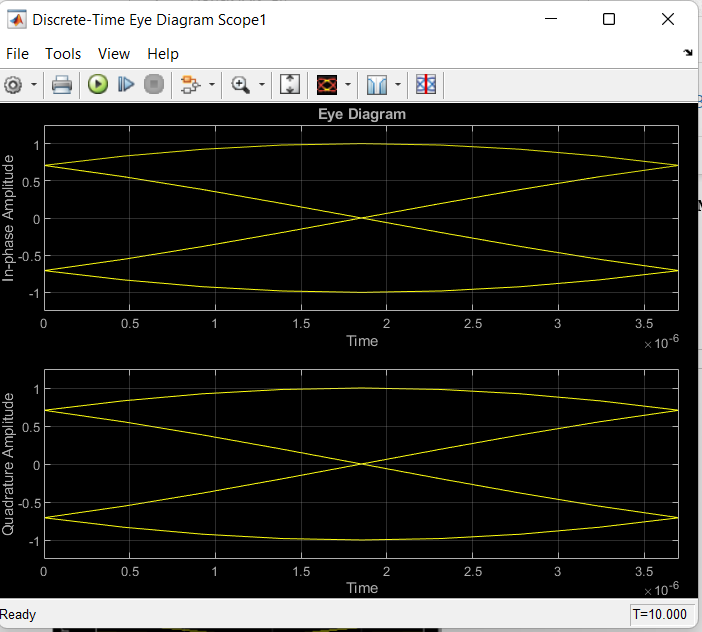 Discrete-Time Eye Diagram Scope1
File Tools View Help
Eye Diagram
In-phase Amplitude
1
0.5
0
-0.5
-1
0 0.5 1 1.5 2 2.5 3 3.5
Time
×10-6
Quadrature Amplitude
1
0.5
0
-0.5
-1
0 0.5 1 1.5 2 2.5 3 3.5
Time
×10-6
Ready T=10.000